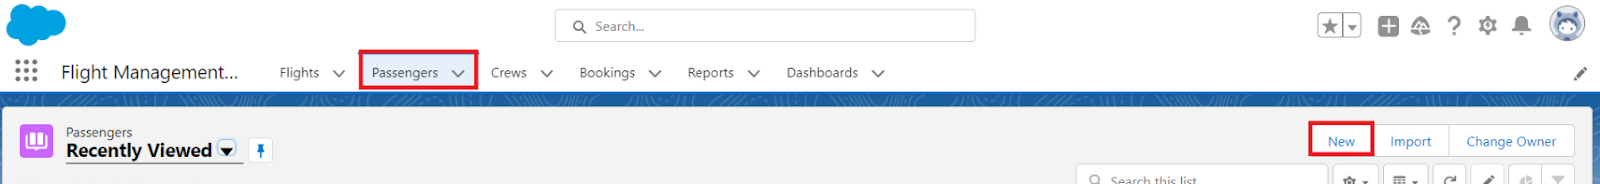 Search...
Flight Management...
Flights
Passengers
Crews
Bookings
Reports
Dashboards
Passengers
Recently Viewed
New
Import
Change Owner
Search this list